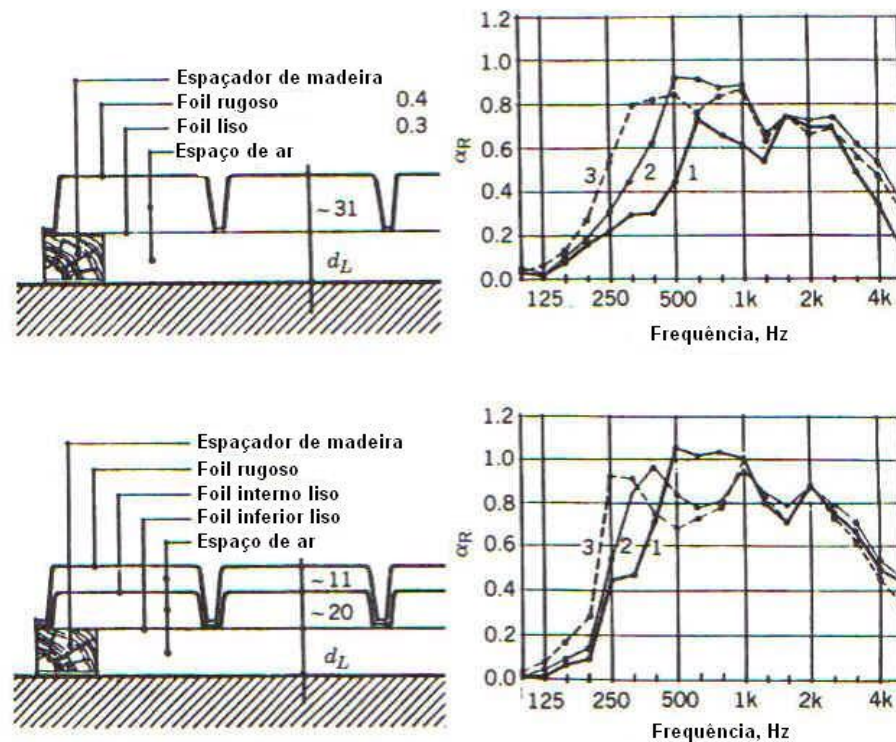 Espaçador de madeira
Foil rugoso 0.4
Foil liso 0.3
Espaço de ar
~31
d_L
1.2
1.0
0.8
0.6
0.4
0.2
0.0
α_R
3
2
1
125 250 500 1k 2k 4k
Frequência, Hz
Espaçador de madeira
Foil rugoso
Foil interno liso
Foil inferior liso
Espaço de ar
~11
~20
d_L
1.2
1.0
0.8
0.6
0.4
0.2
0.0
α_R
3
2
1
125 250 500 1k 2k 4k
Frequência, Hz